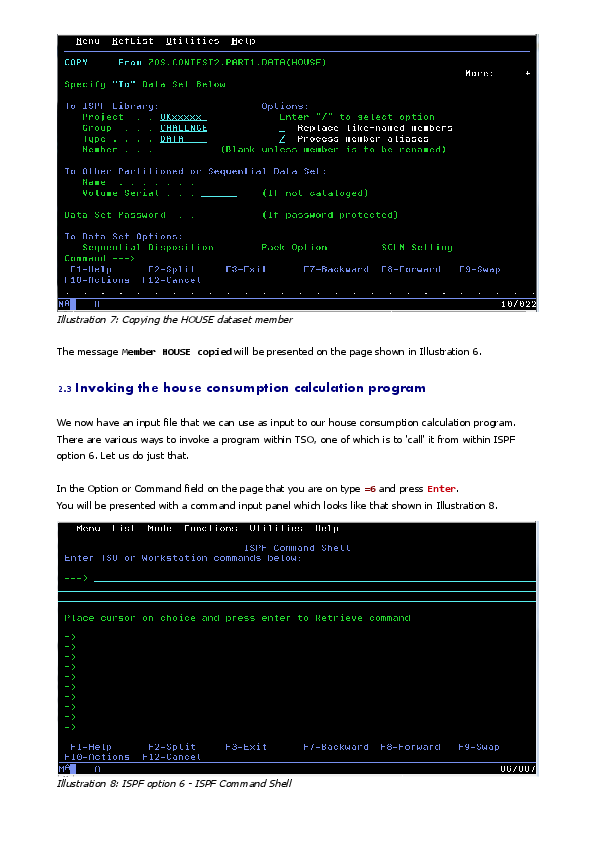 Menu RefList Utilities Help
COPY From ZOS.CONTEST2.PART1.DATA(HOUSE)
More: +
Specify "To" Data Set Below
To ISPF Library: Options:
Project . . UKxxxxx Enter "/" to select option
Group . . . CHALLNGE _ Replace like-named members
Type . . . . DATA / Process member aliases
Member . . . (Blank unless member is to be renamed)
To Other Partitioned or Sequential Data Set:
Name . . . . . . .
Volume Serial . . . (If not cataloged)
Data Set Password . . (If password protected)
To Data Set Options:
Sequential Disposition Pack Option SCLM Setting
Command ===>
F1=Help F2=Split F3=Exit F7=Backward F8=Forward F9=Swap
F10=Actions F12=Cancel
MA 10/022
Illustration 7: Copying the HOUSE dataset member
The message Member HOUSE copied will be presented on the page shown in Illustration 6.
2.3 Invoking the house consumption calculation program
We now have an input file that we can use as input to our house consumption calculation program.
There are various ways to invoke a program within TSO, one of which is to 'call' it from within ISPF
option 6. Let us do just that.
In the Option or Command field on the page that you are on type =6 and press Enter.
You will be presented with a command input panel which looks like that shown in Illustration 8.
Menu List Mode Functions Utilities Help
ISPF Command Shell
Enter TSO or Workstation commands below:
===>
Place cursor on choice and press enter to Retrieve command
=>
=>
=>
=>
=>
=>
=>
=>
=>
=>
F1=Help F2=Split F3=Exit F7=Backward F8=Forward F9=Swap
F10=Actions F12=Cancel
MA 06/007
Illustration 8: ISPF option 6 - ISPF Command Shell